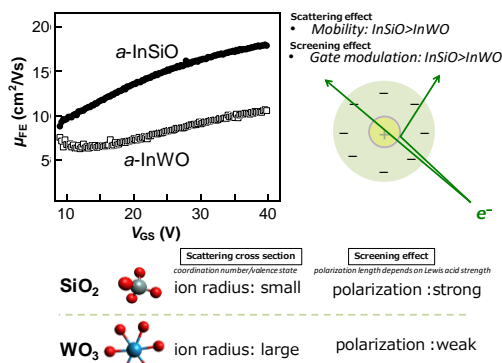 Scattering effect
• Mobility: InSiO>InWO
Screening effect
• Gate modulation: InSiO>InWO
20
15
10
5
a-InSiO
a-InWO
μFE (cm²/Vs)
10 20 30 40
VGS (V)
− − − − − − − −
+
e⁻
Scattering cross section
coordination number/valence state
Screening effect
polarization length depends on Lewis acid strength
SiO₂ ion radius: small polarization :strong
WO₃ ion radius: large polarization :weak